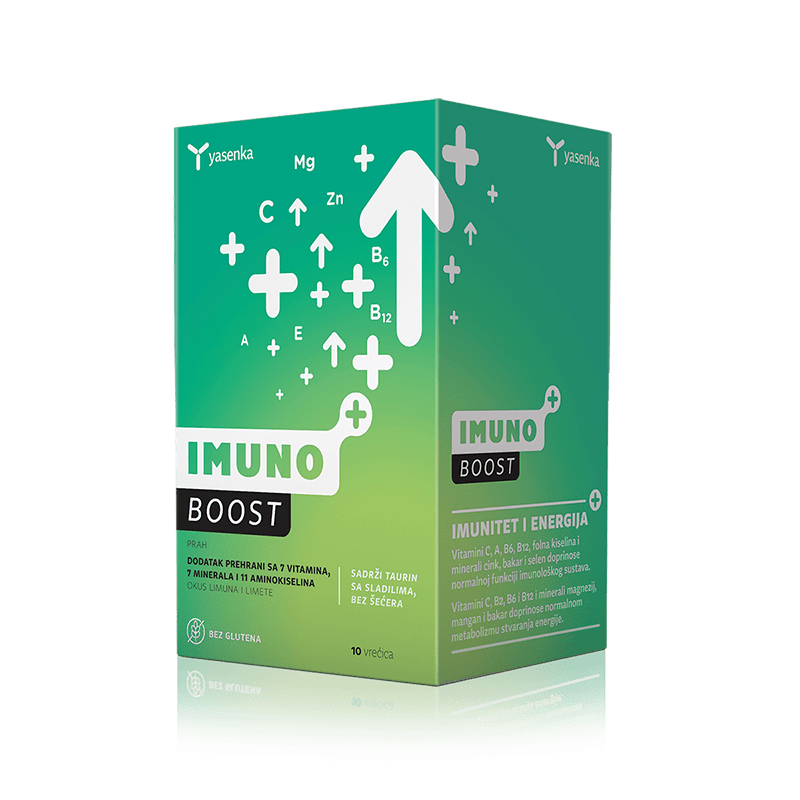 yasenka
Mg
Zn
C
B6
B12
E
A
IMUNO
BOOST
PRAH
DODATAK PREHRANI SA 7 VITAMINA,
7 MINERALA I 11 AMINOKISELINA
OKUS LIMUNA I LIMETE
SADRŽI TAURIN
SA SLADILIMA,
BEZ ŠEĆERA
BEZ GLUTENA
10 vrećica
yasenka
IMUNO
BOOST
IMUNITET I ENERGIJA
Vitamini C, A, B6, B12, folna kiselina i
minerali cink, bakar i selen doprinose
normalnoj funkciji imunološkog sustava.
Vitamini C, B2, B6 i B12 i minerali magnezij,
mangan i bakar doprinose normalnom
metabolizmu stvaranja energije.